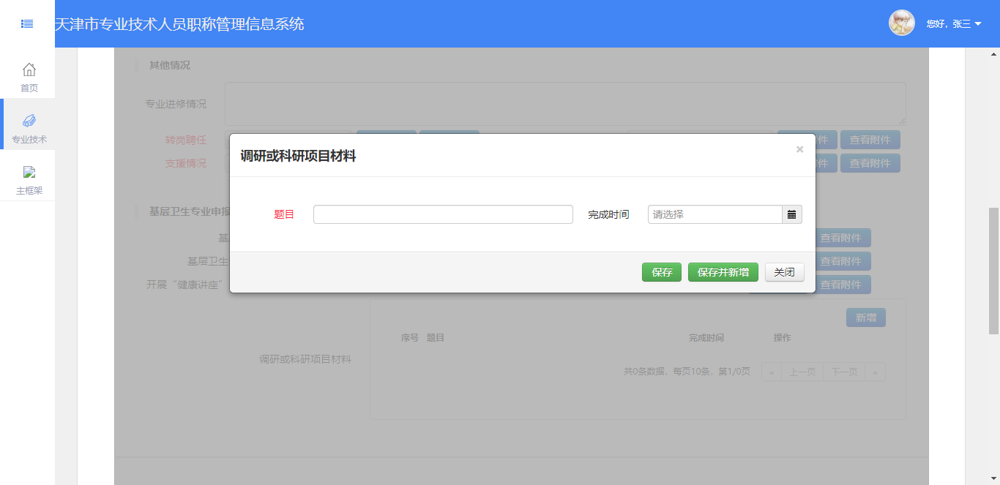 天津市专业技术人员职称管理信息系统
您好，张三
首页
专业技术
主框架
其他情况
专业进修情况
转岗聘任
件
查看附件
支援情况
件
查看附件
调研或科研项目材料
×
题目
完成时间
请选择
保存
保存并新增
关闭
基层卫生专业申报
基
查看附件
基层卫生
查看附件
开展“健康讲座”
查看附件
新增
序号 题目 完成时间 操作
调研或科研项目材料
共0条数据，每页10条，第1/0页
« 上一页 下一页 »